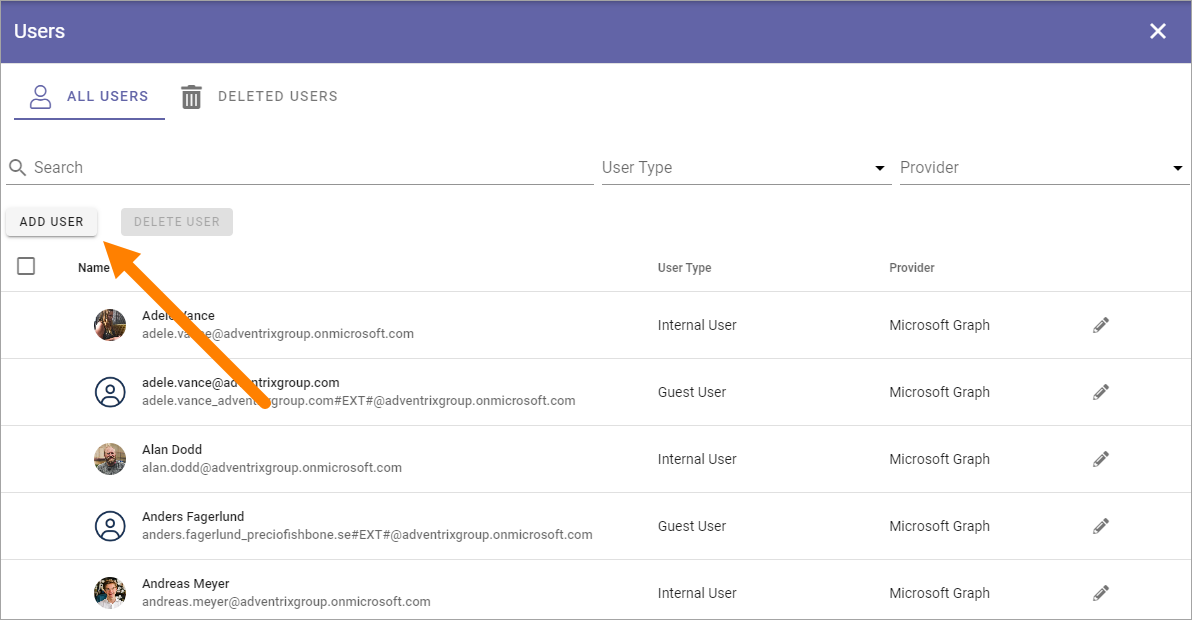 Users
ALL USERS DELETED USERS
Search User Type Provider
ADD USER DELETE USER
Name User Type Provider
Adele Vance
adele.vance@adventrixgroup.onmicrosoft.com
Internal User Microsoft Graph
adele.vance@adventrixgroup.com
adele.vance_adventrixgroup.com#EXT#@adventrixgroup.onmicrosoft.com
Guest User Microsoft Graph
Alan Dodd
alan.dodd@adventrixgroup.onmicrosoft.com
Internal User Microsoft Graph
Anders Fagerlund
anders.fagerlund_preciofishbone.se#EXT#@adventrixgroup.onmicrosoft.com
Guest User Microsoft Graph
Andreas Meyer
andreas.meyer@adventrixgroup.onmicrosoft.com
Internal User Microsoft Graph